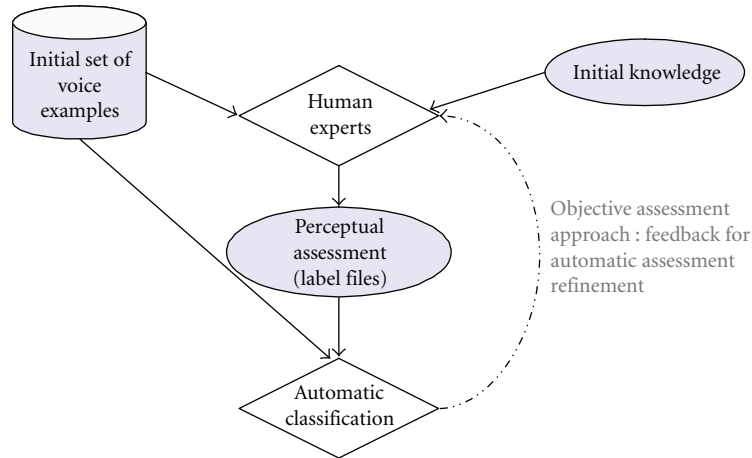 Initial set of
voice
examples
Human
experts
Initial knowledge
Perceptual
assessment
(label files)
Objective assessment
approach : feedback for
automatic assessment
refinement
Automatic
classification